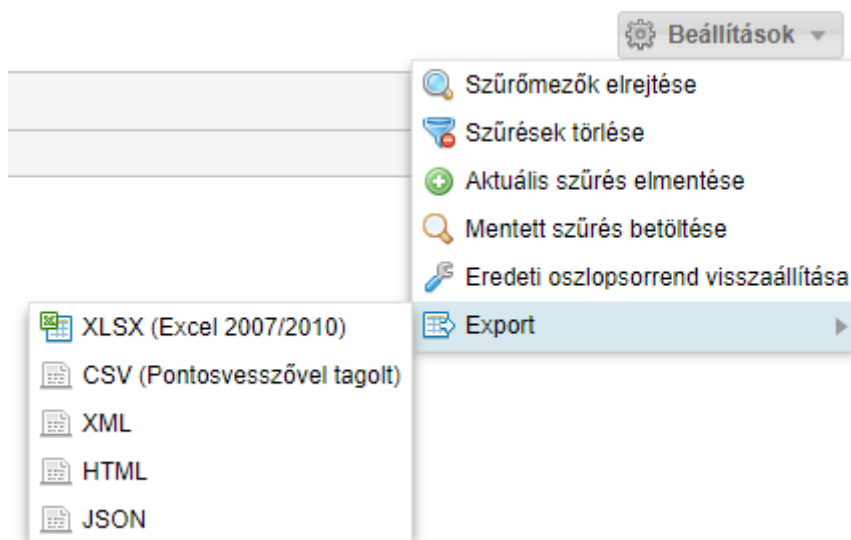 Beállítások
Szűrőmezők elrejtése
Szűrések törlése
Aktuális szűrés elmentése
Mentett szűrés betöltése
Eredeti oszlopsorrend visszaállítása
Export
XLSX (Excel 2007/2010)
CSV (Pontosvesszővel tagolt)
XML
HTML
JSON